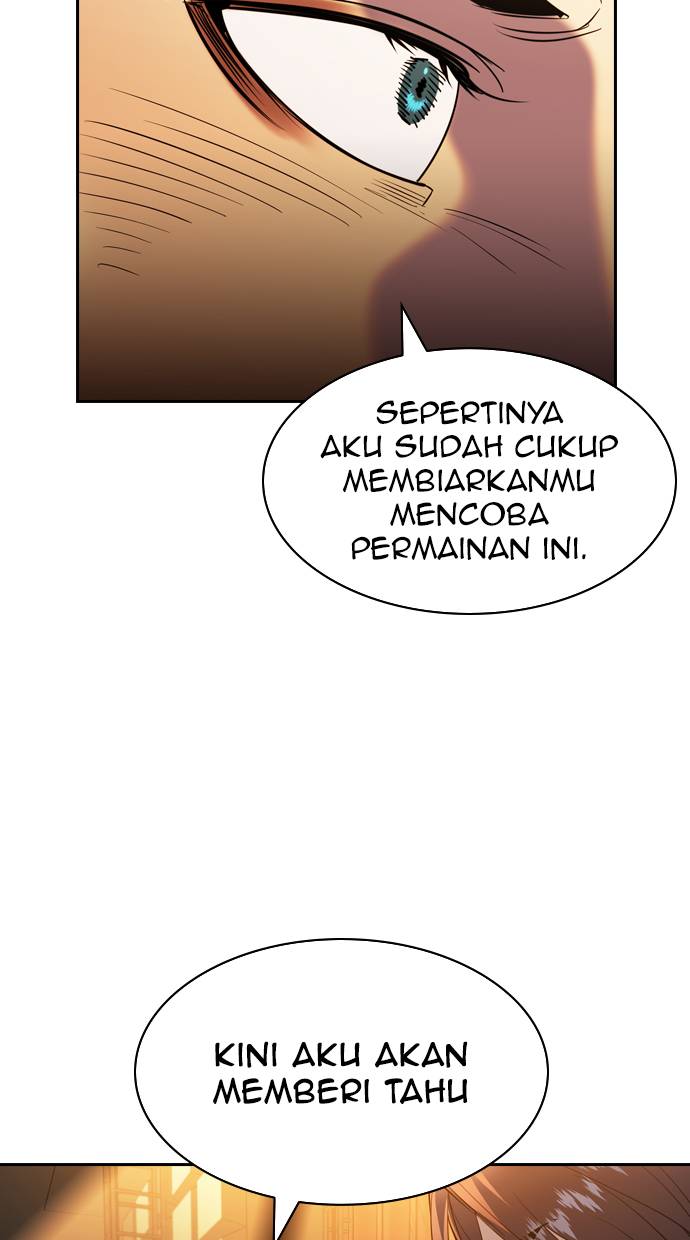 SEPERTINYA
AKU SUDAH CUKUP
MEMBIARKANMU
MENCOBA
PERMAINAN INI.
KINI AKU AKAN
MEMBERI TAHU